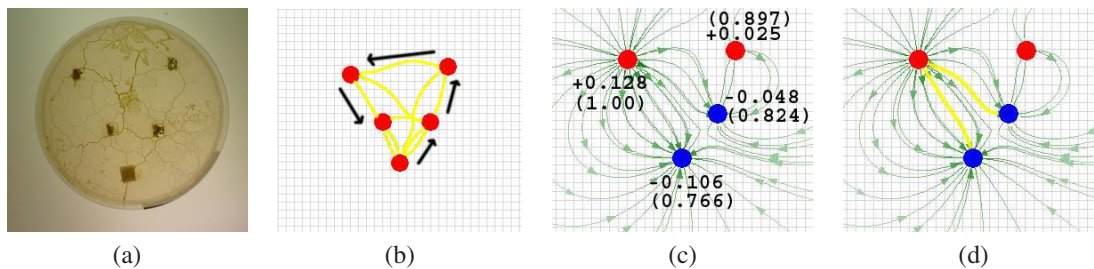 (0.897)
+0.025
+0.128
(1.00)
-0.048
(0.824)
-0.106
(0.766)
(a)
(b)
(c)
(d)